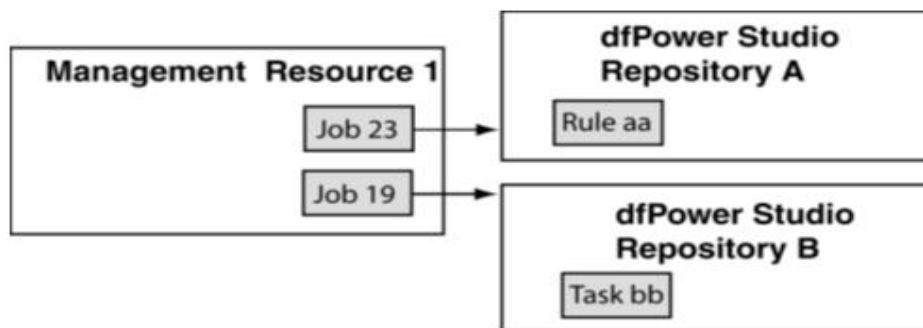 Management Resource 1
Job 23
Job 19
dfPower Studio
Repository A
Rule aa
dfPower Studio
Repository B
Task bb